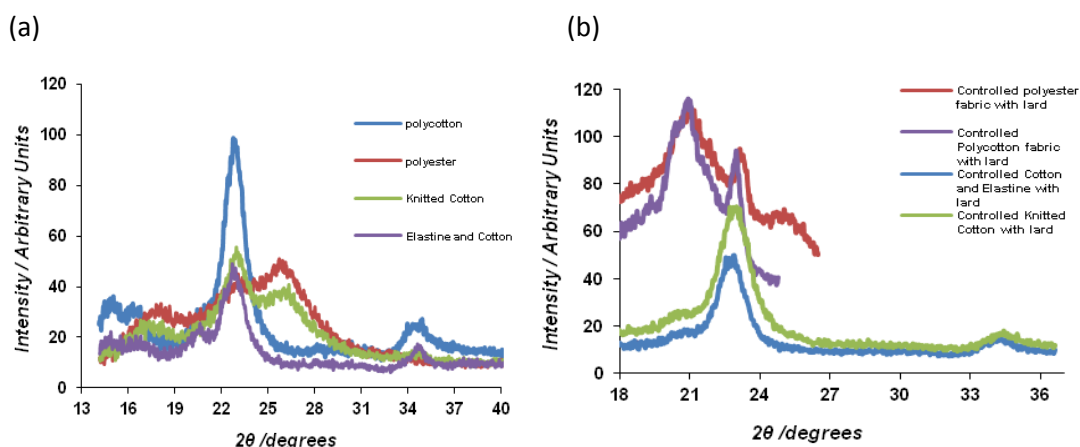 (a)
120
100
80
60
40
20
0
13 16 19 22 25 28 31 34 37 40
Intensity / Arbitrary Units
2θ /degrees
polycotton
polyester
Knitted Cotton
Elastine and Cotton
(b)
120
100
80
60
40
20
0
18 21 24 27 30 33 36
Intensity / Arbitrary Units
2θ /degrees
Controlled polyester
fabric with lard
Controlled
Polycotton fabric
with lard
Controlled Cotton
and Elastine with
lard
Controlled Knitted
Cotton with lard